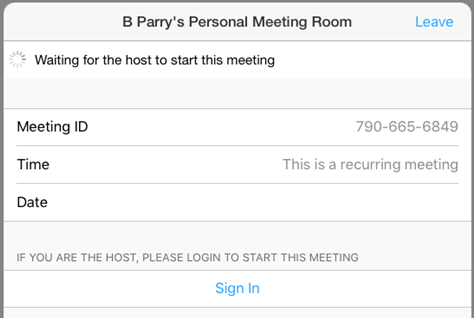 B Parry's Personal Meeting Room Leave
Waiting for the host to start this meeting
Meeting ID 790-665-6849
Time This is a recurring meeting
Date
IF YOU ARE THE HOST, PLEASE LOGIN TO START THIS MEETING
Sign In